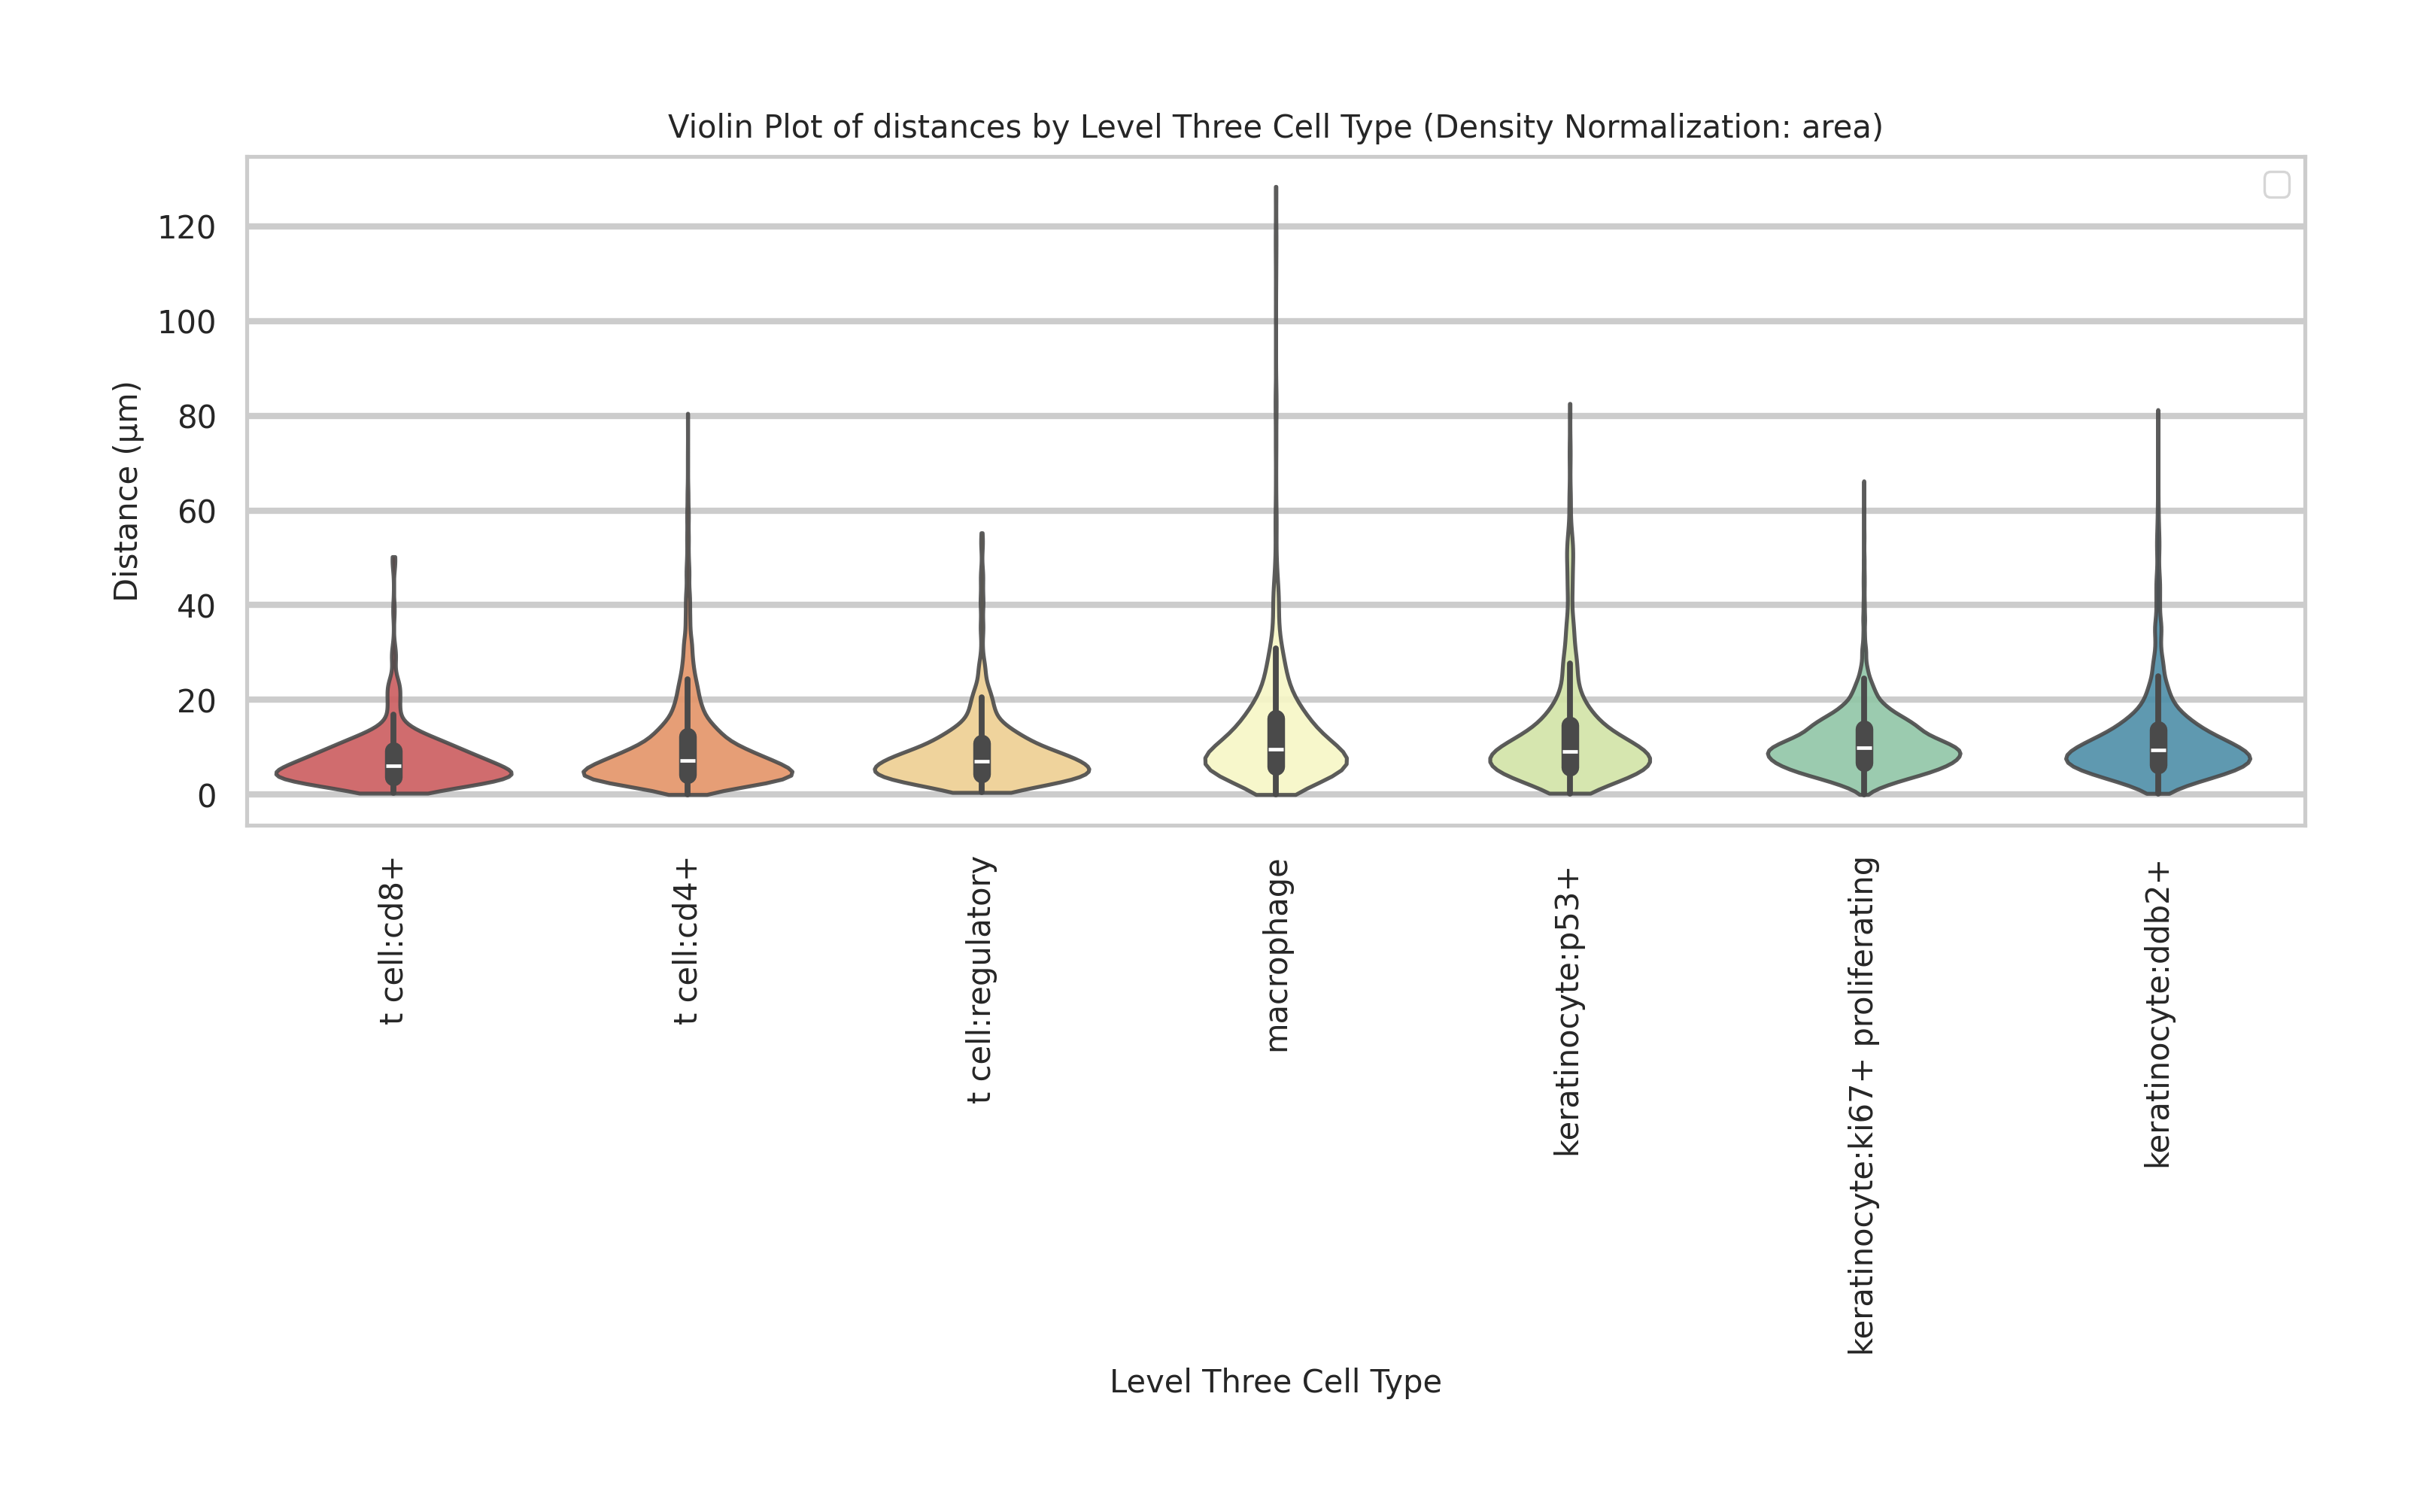 Violin Plot of distances by Level Three Cell Type (Density Normalization: area)
Distance (μm)
120
100
80
60
40
20
0
t cell:cd8+
t cell:cd4+
t cell:regulatory
macrophage
keratinocyte:p53+
keratinocyte:ki67+ proliferating
keratinocyte:ddb2+
Level Three Cell Type